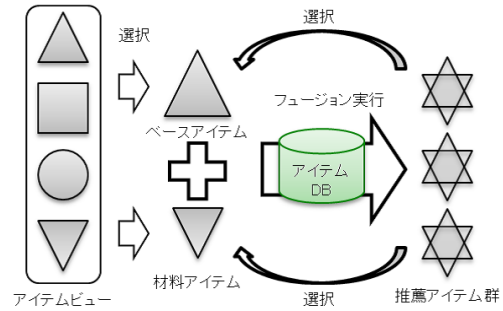 選択
選択
フュージョン実行
ベースアイテム
アイテム
DB
材料アイテム
アイテムビュー
選択
推薦アイテム群